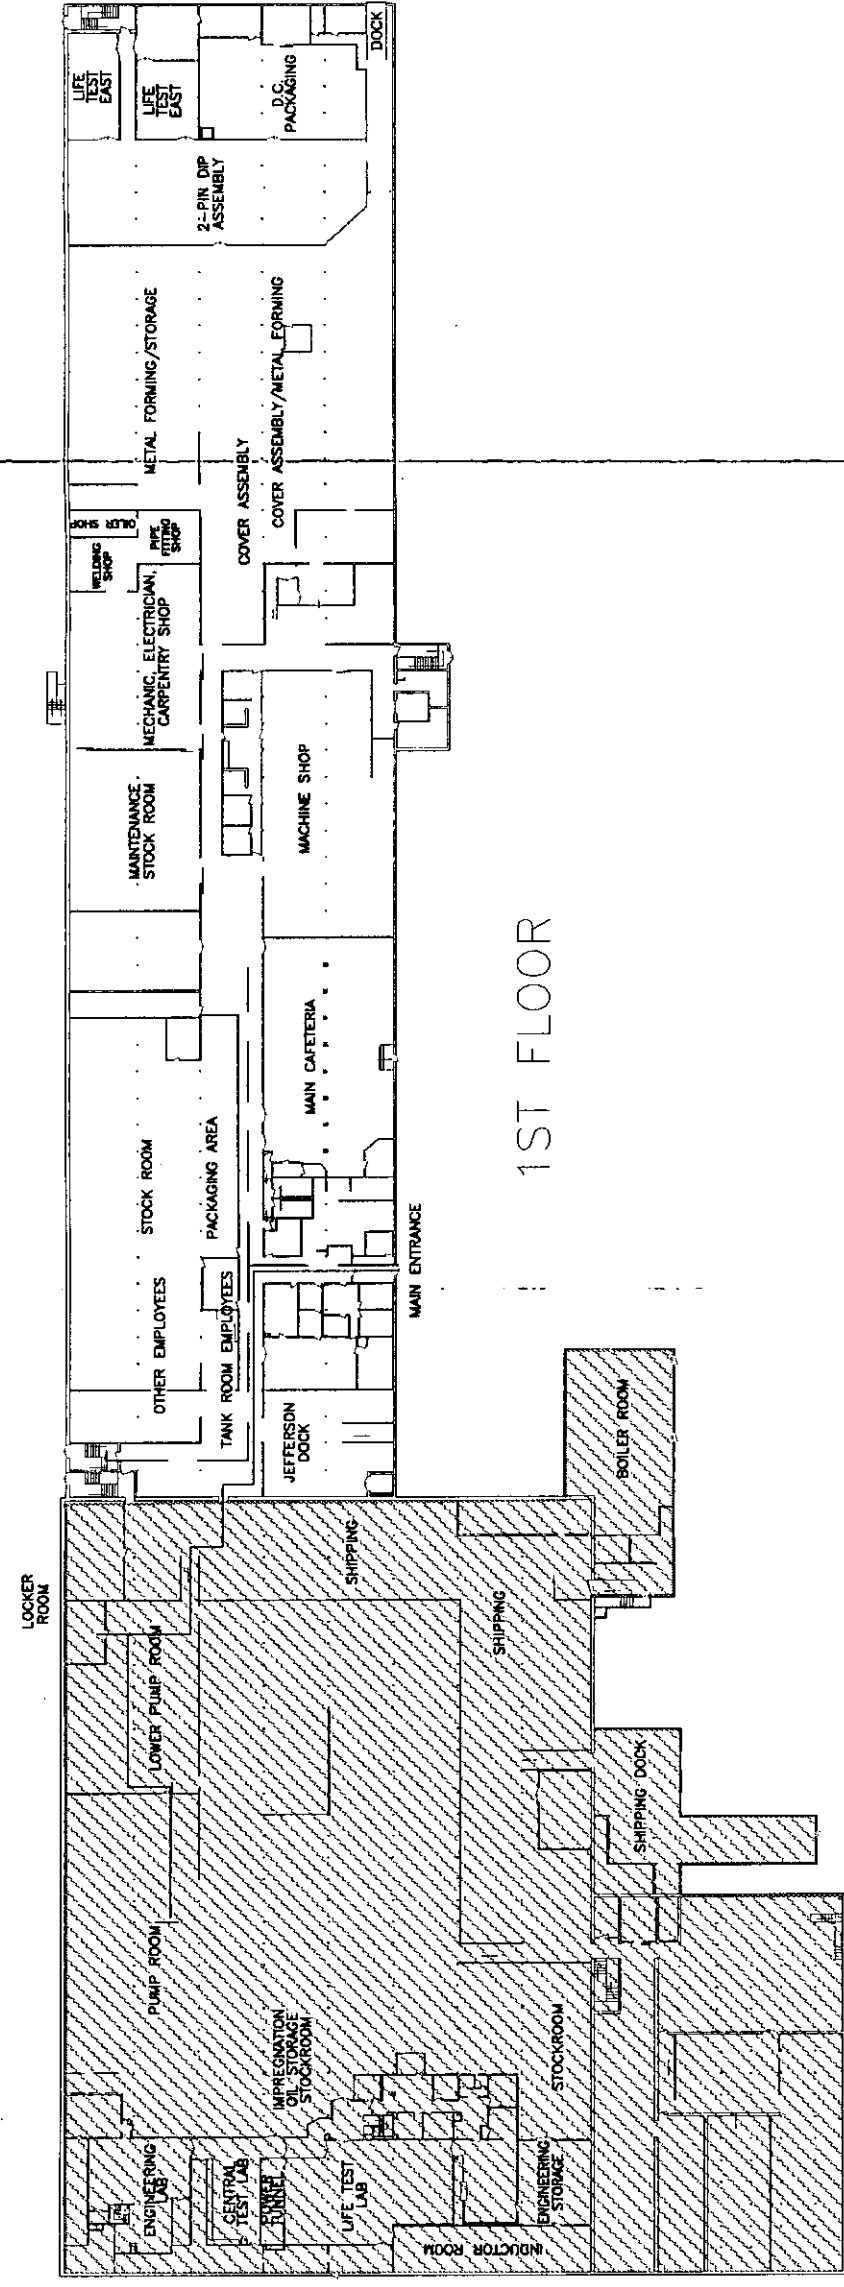 LIFE
TEST
EAST
LIFE
TEST
EAST
D.C.
PACKAGING
DOCK
2-PIN DIP
ASSEMBLY
METAL FORMING/STORAGE
COVER ASSEMBLY
COVER ASSEMBLY/METAL FORMING
OILER SHOP
WELDING
SHOP
PIPE
FITTING
SHOP
MECHANIC, ELECTRICIAN,
CARPENTRY SHOP
MAINTENANCE
STOCK ROOM
MACHINE SHOP
MAIN CAFETERIA
STOCK ROOM
PACKAGING AREA
OTHER EMPLOYEES
TANK ROOM EMPLOYEES
JEFFERSON
DOCK
MAIN ENTRANCE
1ST FLOOR
BOILER ROOM
LOCKER
ROOM
SHIPPING
SHIPPING
LOWER PUMP ROOM
SHIPPING DOCK
PUMP ROOM
IMPREGNATION
OIL STORAGE
STOCKROOM
STOCKROOM
ENGINEERING
LAB
CENTRAL
TEST LAB
POWER
TUNNEL
LIFE TEST
LAB
ENGINEERING
STORAGE
INDUCTOR ROOM